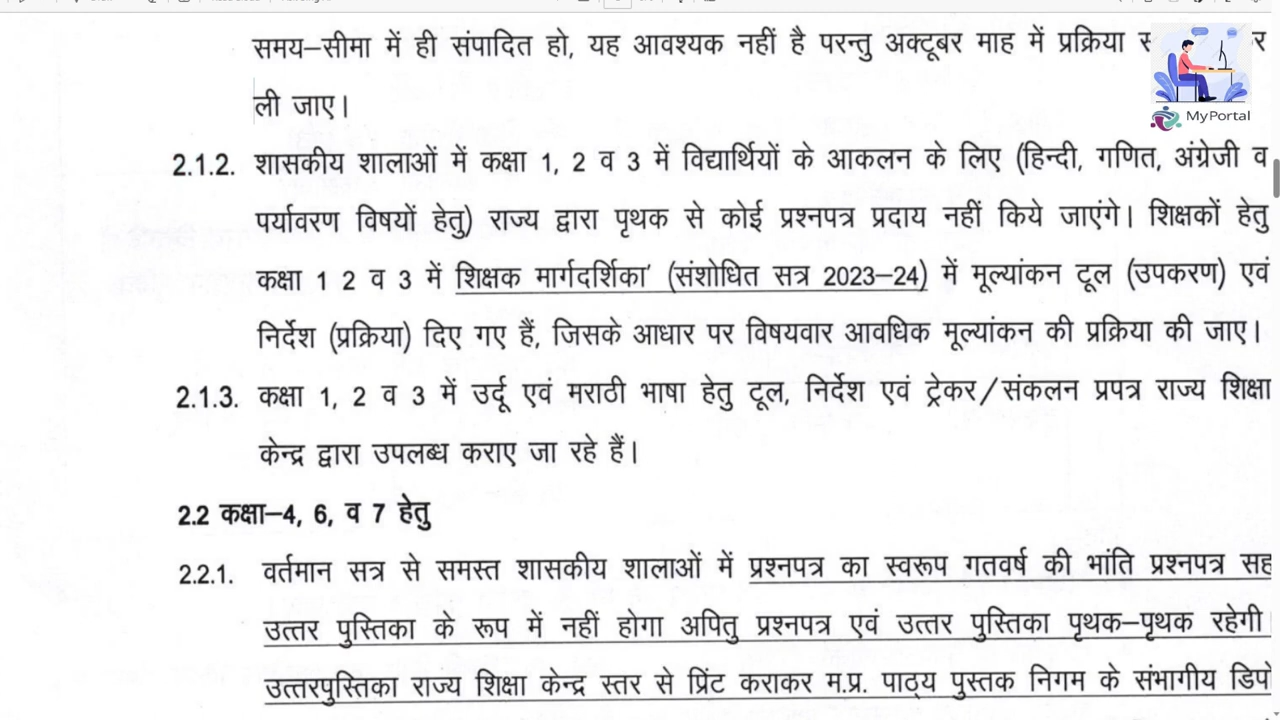 समय–सीमा में ही संपादित हो, यह आवश्यक नहीं है परन्तु अक्टूबर माह में प्रक्रिया
ली जाए।
MyPortal
2.1.2. शासकीय शालाओं में कक्षा 1, 2 व 3 में विद्यार्थियों के आकलन के लिए (हिन्दी, गणित, अंग्रेजी व
पर्यावरण विषयों हेतु) राज्य द्वारा पृथक से कोई प्रश्नपत्र प्रदाय नहीं किये जाएंगे। शिक्षकों हेतु
कक्षा 1 2 व 3 में शिक्षक मार्गदर्शिका' (संशोधित सत्र 2023–24) में मूल्यांकन टूल (उपकरण) एवं
निर्देश (प्रक्रिया) दिए गए हैं, जिसके आधार पर विषयवार आवधिक मूल्यांकन की प्रक्रिया की जाए।
2.1.3. कक्षा 1, 2 व 3 में उर्दू एवं मराठी भाषा हेतु टूल, निर्देश एवं ट्रेकर/संकलन प्रपत्र राज्य शिक्षा
केन्द्र द्वारा उपलब्ध कराए जा रहे हैं।
2.2 कक्षा–4, 6, व 7 हेतु
2.2.1. वर्तमान सत्र से समस्त शासकीय शालाओं में प्रश्नपत्र का स्वरूप गतवर्ष की भांति प्रश्नपत्र सह
उत्तर पुस्तिका के रूप में नहीं होगा अपितु प्रश्नपत्र एवं उत्तर पुस्तिका पृथक–पृथक रहेगी।
उत्तरपुस्तिका राज्य शिक्षा केन्द्र स्तर से प्रिंट कराकर म.प्र. पाठ्य पुस्तक निगम के संभागीय डिपो